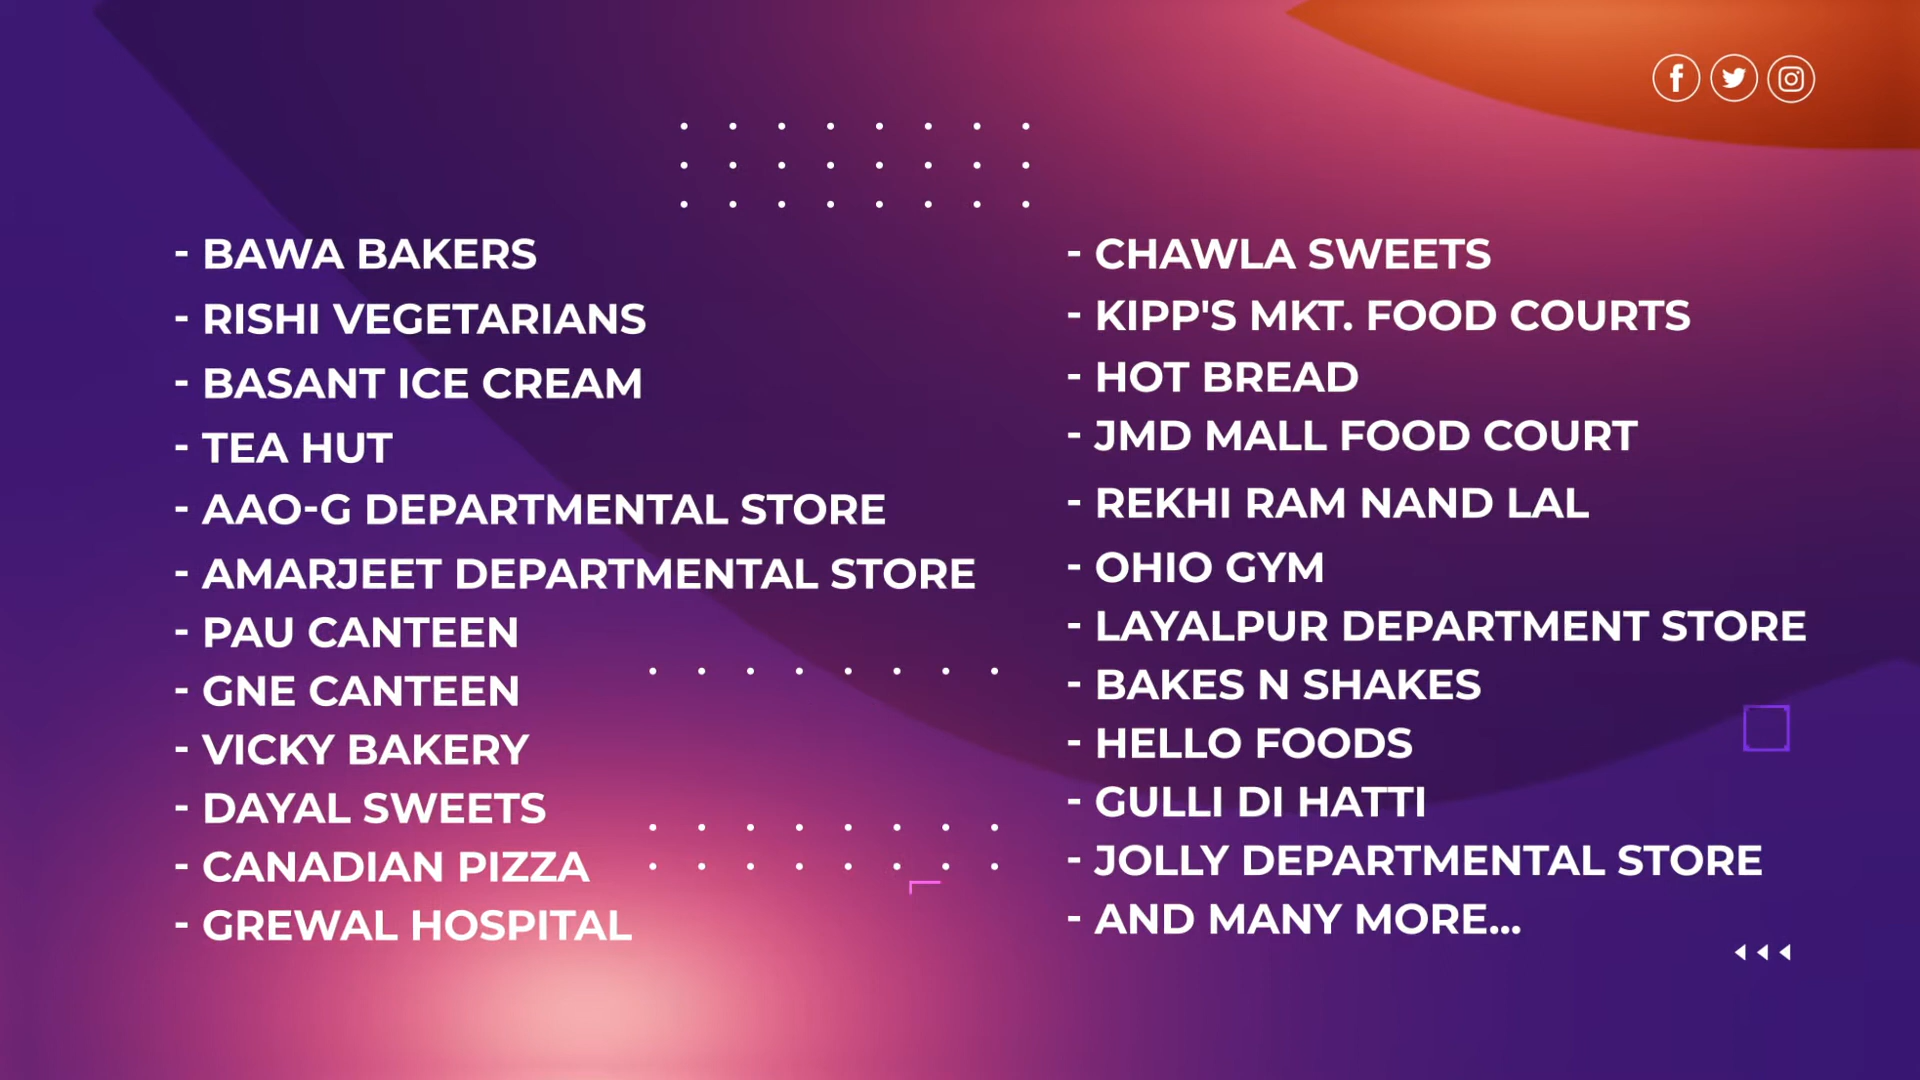 - BAWA BAKERS
- RISHI VEGETARIANS
- BASANT ICE CREAM
- TEA HUT
- AAO-G DEPARTMENTAL STORE
- AMARJEET DEPARTMENTAL STORE
- PAU CANTEEN
- GNE CANTEEN
- VICKY BAKERY
- DAYAL SWEETS
- CANADIAN PIZZA
- GREWAL HOSPITAL
- CHAWLA SWEETS
- KIPP'S MKT. FOOD COURTS
- HOT BREAD
- JMD MALL FOOD COURT
- REKHI RAM NAND LAL
- OHIO GYM
- LAYALPUR DEPARTMENT STORE
- BAKES N SHAKES
- HELLO FOODS
- GULLI DI HATTI
- JOLLY DEPARTMENTAL STORE
- AND MANY MORE...